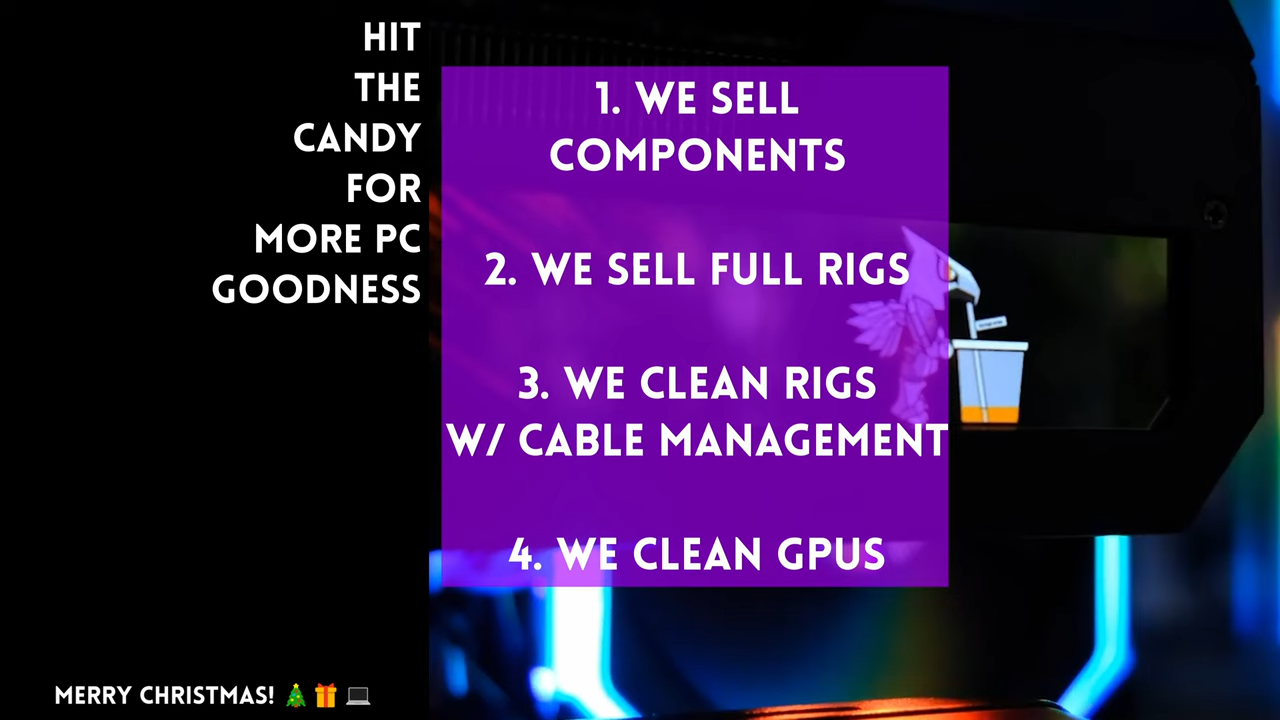 HIT
THE
CANDY
FOR
MORE PC
GOODNESS
1. WE SELL
COMPONENTS
2. WE SELL FULL RIGS
3. WE CLEAN RIGS
W/ CABLE MANAGEMENT
4. WE CLEAN GPUS
MERRY CHRISTMAS! 🎄 🎁 💻